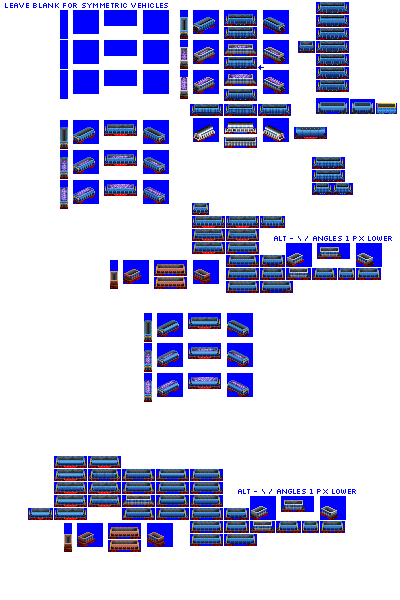 LEAVE BLANK FOR SYMMETRIC VEHICLES
ALT - \ / ANGLES 1 PX LOWER
ALT - \ / ANGLES 1 PX LOWER